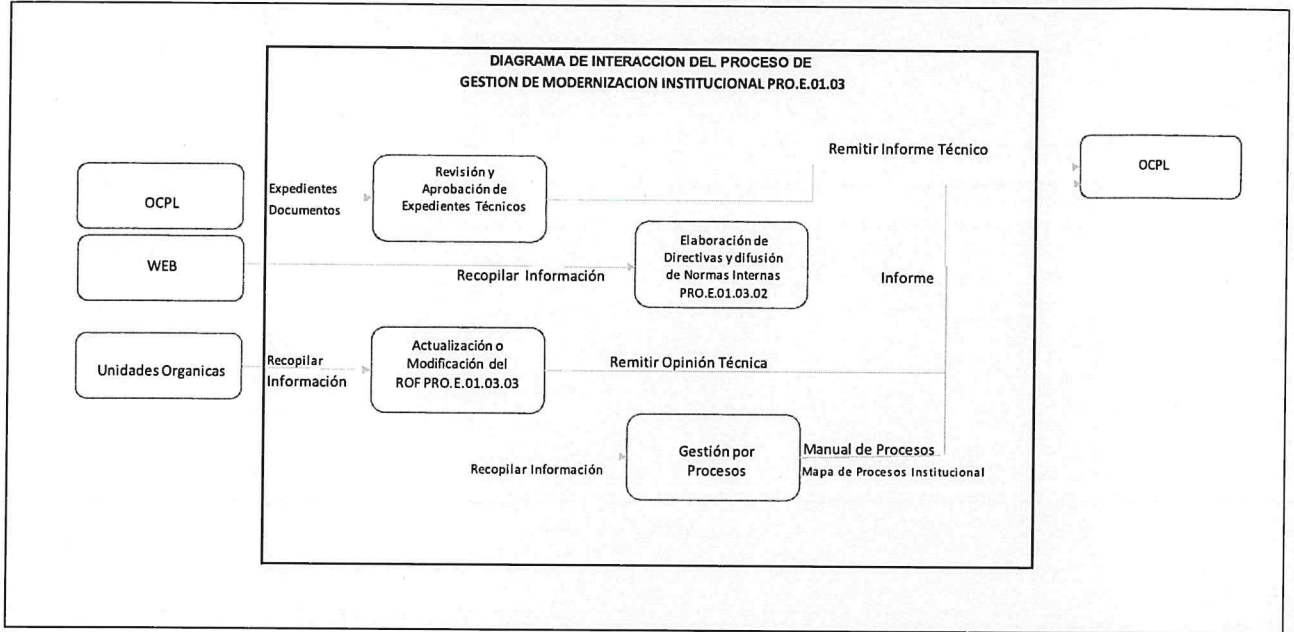 DIAGRAMA DE INTERACCION DEL PROCESO DE
GESTION DE MODERNIZACION INSTITUCIONAL PRO.E.01.03
OCPL
Expedientes
Documentos
Revisión y
Aprobación de
Expedientes Técnicos
Remitir Informe Técnico
OCPL
WEB
Recopilar Información
Elaboración de
Directivas y difusión
de Normas Internas
PRO.E.01.03.02
Informe
Unidades Organicas
Recopilar
Información
Actualización o
Modificación del
ROF PRO.E.01.03.03
Remitir Opinión Técnica
Recopilar Información
Gestión por
Procesos
Manual de Procesos
Mapa de Procesos Institucional